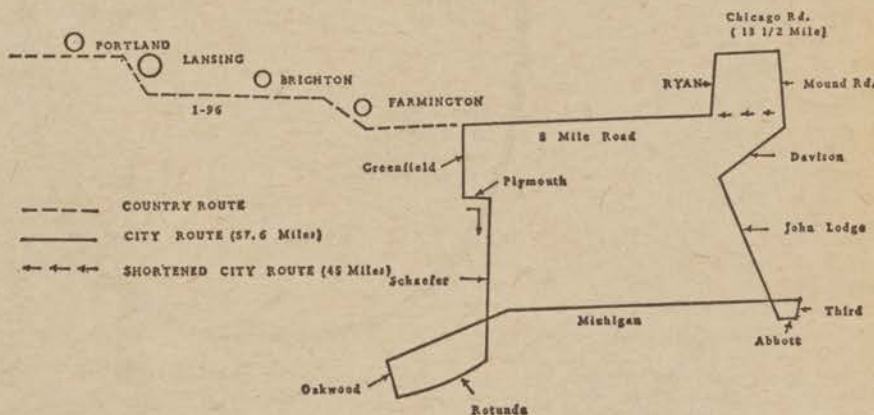 Chicago Rd.
( 13 1/2 Mile)
PORTLAND
LANSING
BRIGHTON
FARMINGTON
I-96
RYAN
Mound Rd.
8 Mile Road
Greenfield
Davison
Plymouth
COUNTRY ROUTE
CITY ROUTE (57.6 Miles)
SHORTENED CITY ROUTE (45 Miles)
John Lodge
Schaefer
Michigan
Third
Abbott
Oakwood
Rotunda